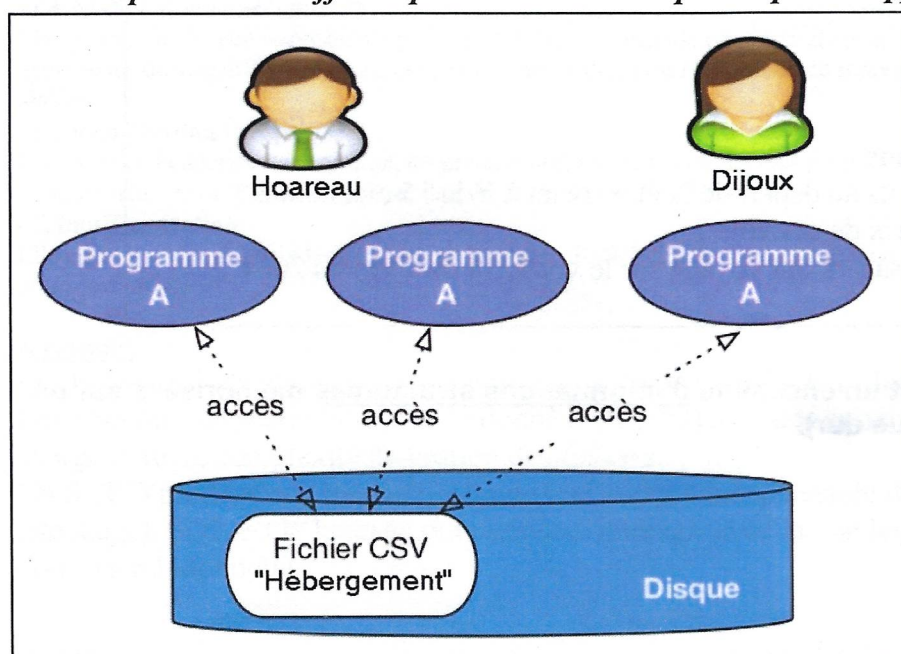 Hoareau
Dijoux
Programme
A
Programme
A
Programme
A
accès
accès
accès
Fichier CSV
"Hébergement"
Disque